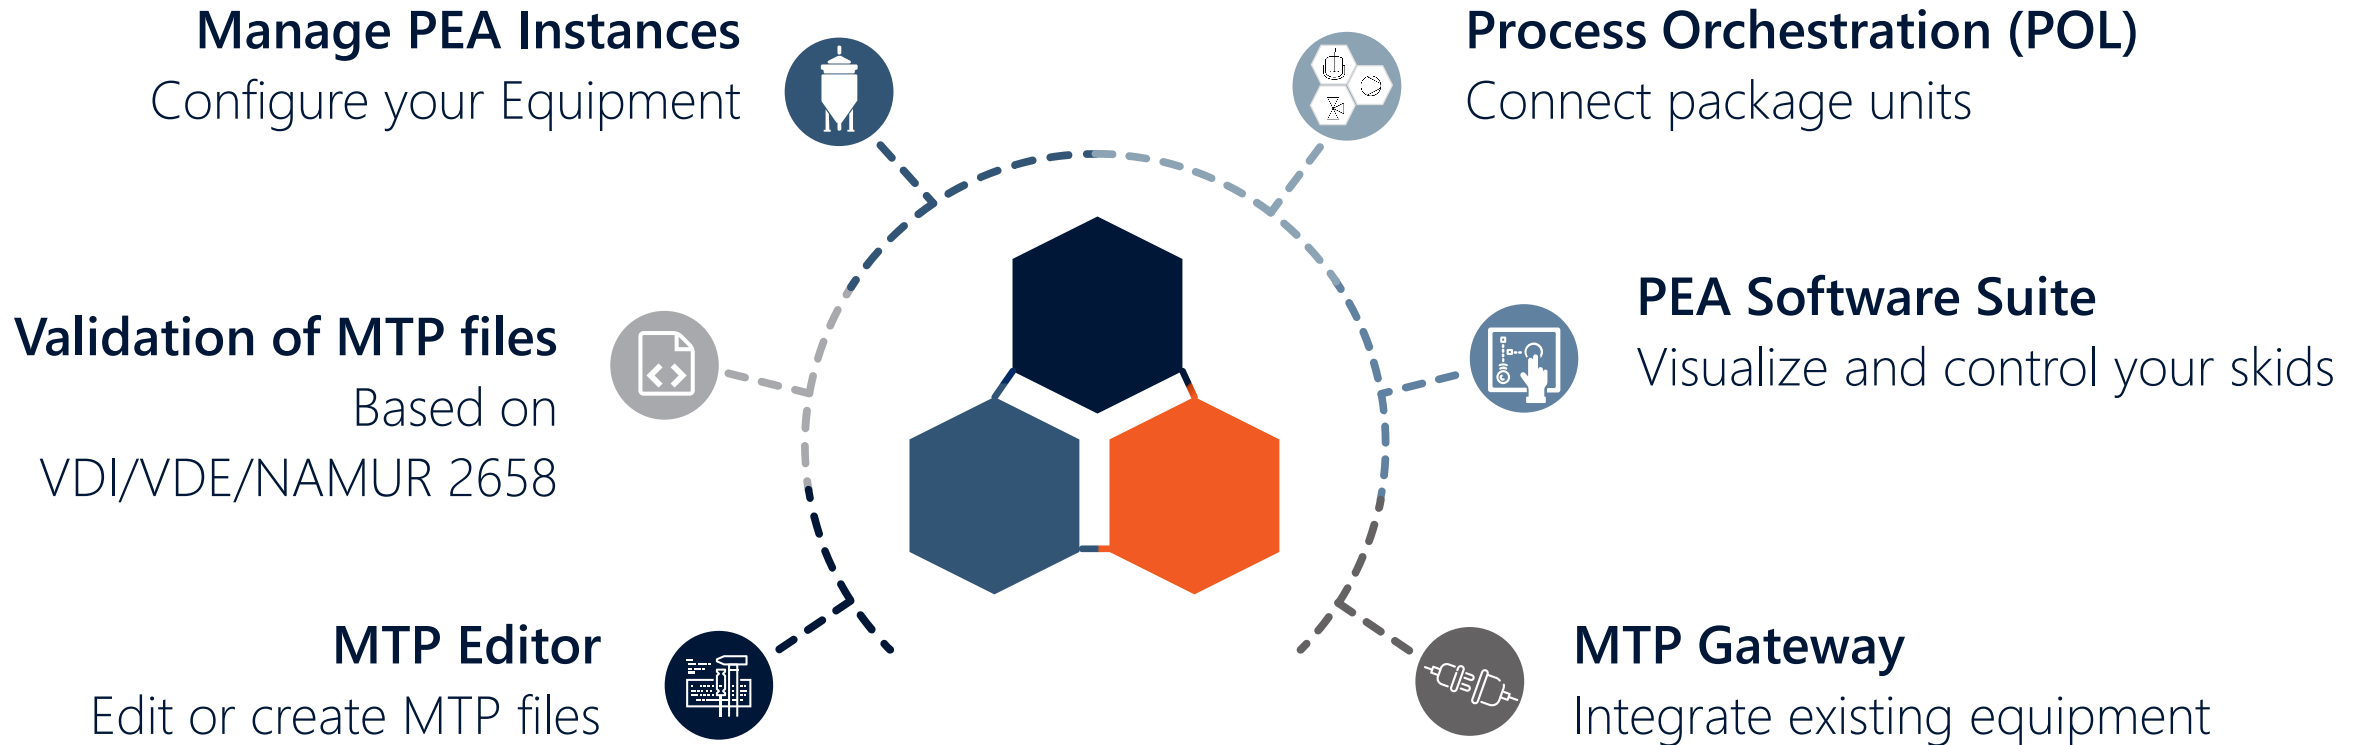 Manage PEA Instances
Configure your Equipment
Validation of MTP files
Based on
VDI/VDE/NAMUR 2658
MTP Editor
Edit or create MTP files
Process Orchestration (POL)
Connect package units
PEA Software Suite
Visualize and control your skids
MTP Gateway
Integrate existing equipment